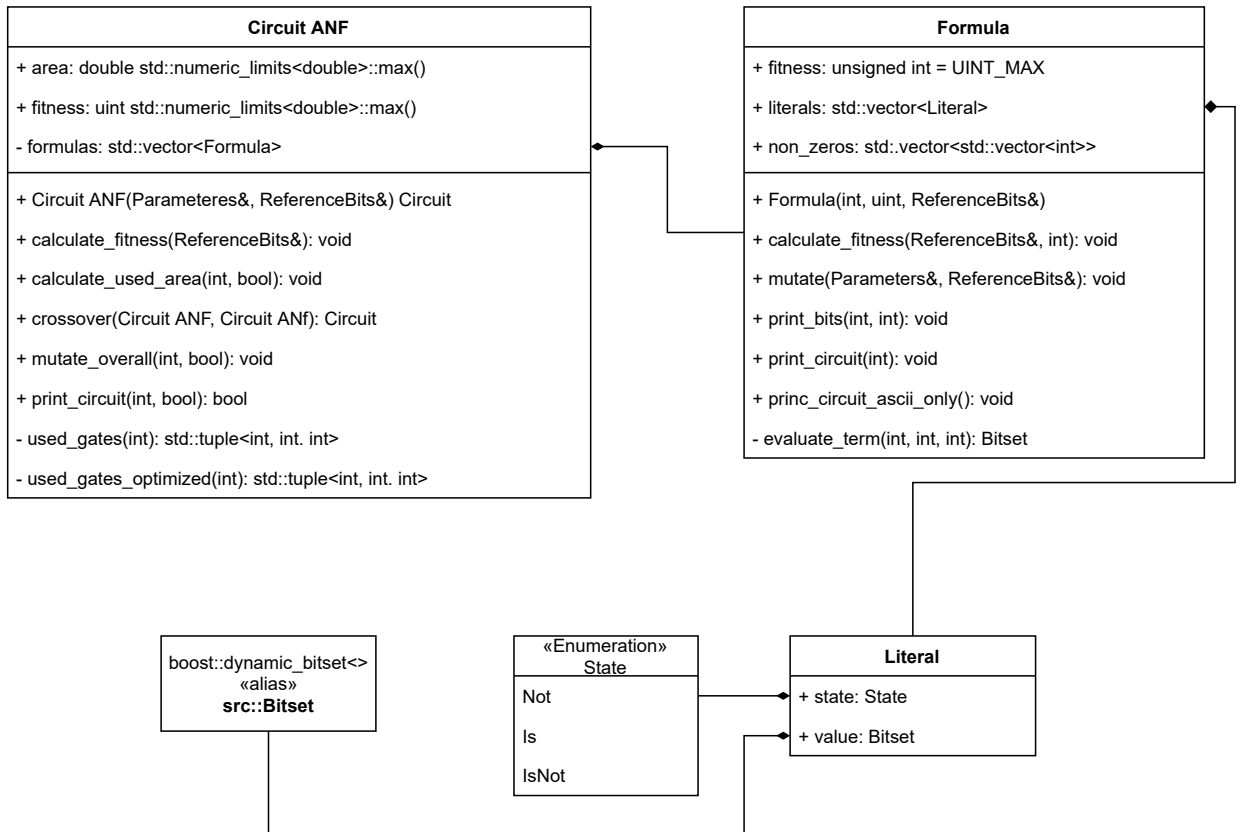 Circuit ANF
+ area: double std::numeric_limits<double>::max()
+ fitness: uint std::numeric_limits<double>::max()
- formulas: std::vector<Formula>
+ Circuit ANF(Parameteres&, ReferenceBits&) Circuit
+ calculate_fitness(ReferenceBits&): void
+ calculate_used_area(int, bool): void
+ crossover(Circuit ANF, Circuit ANf): Circuit
+ mutate_overall(int, bool): void
+ print_circuit(int, bool): bool
- used_gates(int): std::tuple<int, int. int>
- used_gates_optimized(int): std::tuple<int, int. int>
Formula
+ fitness: unsigned int = UINT_MAX
+ literals: std::vector<Literal>
+ non_zeros: std:.vector<std::vector<int>>
+ Formula(int, uint, ReferenceBits&)
+ calculate_fitness(ReferenceBits&, int): void
+ mutate(Parameters&, ReferenceBits&): void
+ print_bits(int, int): void
+ print_circuit(int): void
+ princ_circuit_ascii_only(): void
- evaluate_term(int, int, int): Bitset
boost::dynamic_bitset<>
«alias»
src::Bitset
«Enumeration»
State
Not
Is
IsNot
Literal
+ state: State
+ value: Bitset